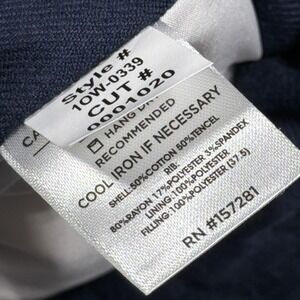 Style #
10W-0339
CUT #
0001020
HANG
RECOMMENDED
COOL IRON IF NECESSARY
SHELL:50%COTTON 50%TENCEL
RIB:
80%RAYON 17%POLYESTER 3%SPANDEX
LINING:100%POLYESTER
FILLING:100%POLYESTER (37.5)
RN #157281